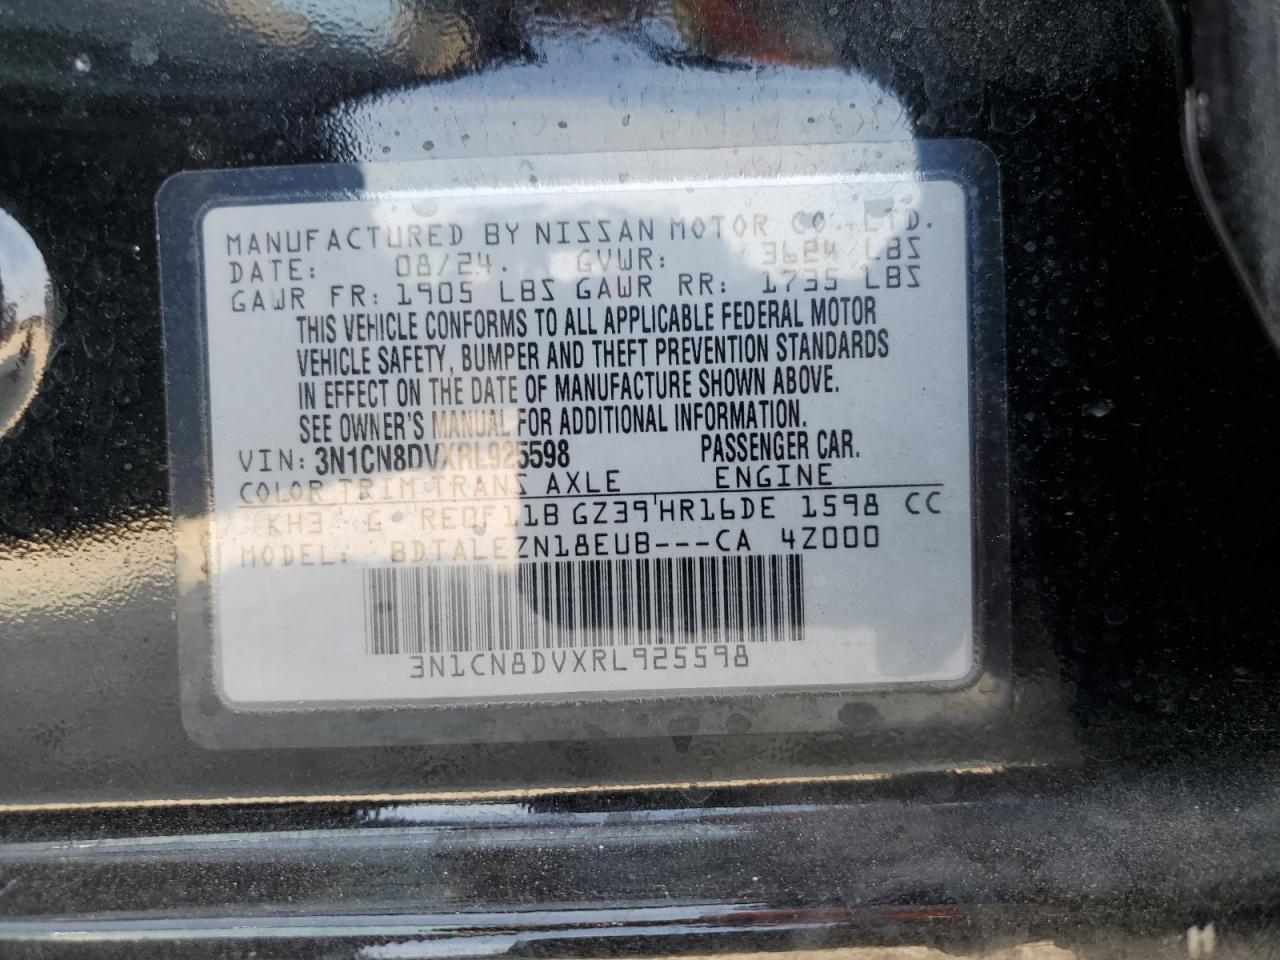 MANUFACTURED BY NISSAN MOTOR CO.,LTD.
DATE: 08/24. GVWR: 3624 LBS
GAWR FR: 1905 LBS GAWR RR: 1735 LBS
THIS VEHICLE CONFORMS TO ALL APPLICABLE FEDERAL MOTOR
VEHICLE SAFETY, BUMPER AND THEFT PREVENTION STANDARDS
IN EFFECT ON THE DATE OF MANUFACTURE SHOWN ABOVE.
SEE OWNER'S MANUAL FOR ADDITIONAL INFORMATION.
VIN: 3N1CN8DVXRL925598 PASSENGER CAR.
COLOR TRIM TRANS AXLE ENGINE
KH3 G RE0F11B GZ39 HR16DE 1598 CC
MODEL: BDTALEZN18EUB---CA 4Z000
3N1CN8DVXRL925598